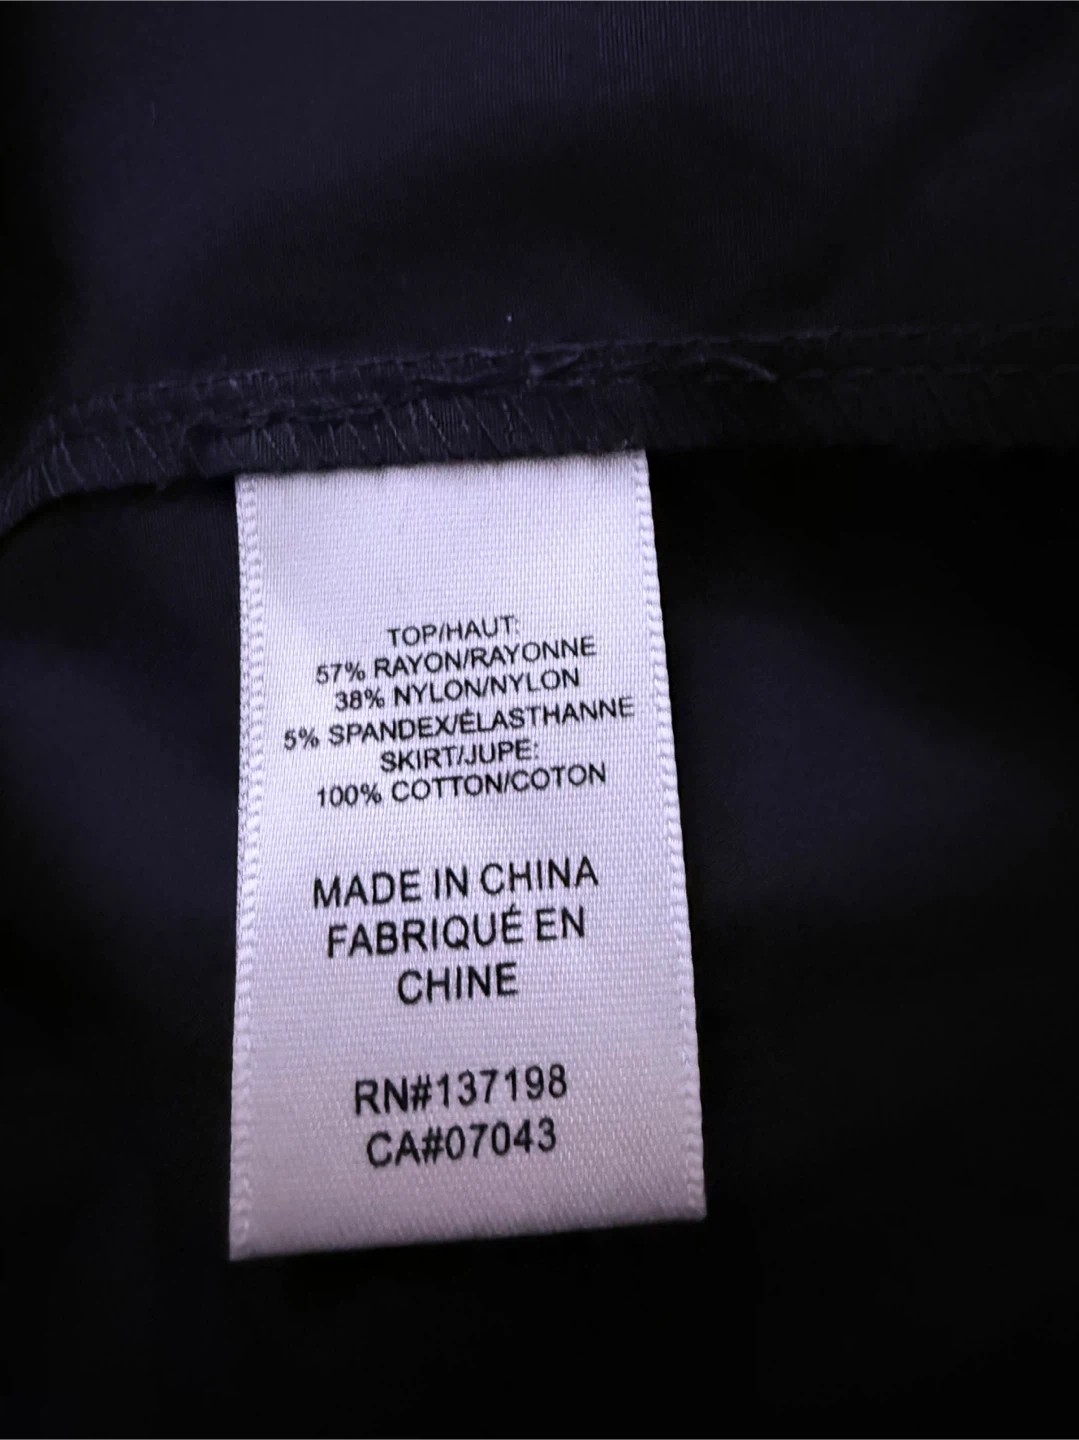 TOP/HAUT:
57% RAYON/RAYONNE
38% NYLON/NYLON
5% SPANDEX/ÉLASTHANNE
SKIRT/JUPE:
100% COTTON/COTON
MADE IN CHINA
FABRIQUÉ EN
CHINE
RN#137198
CA#07043